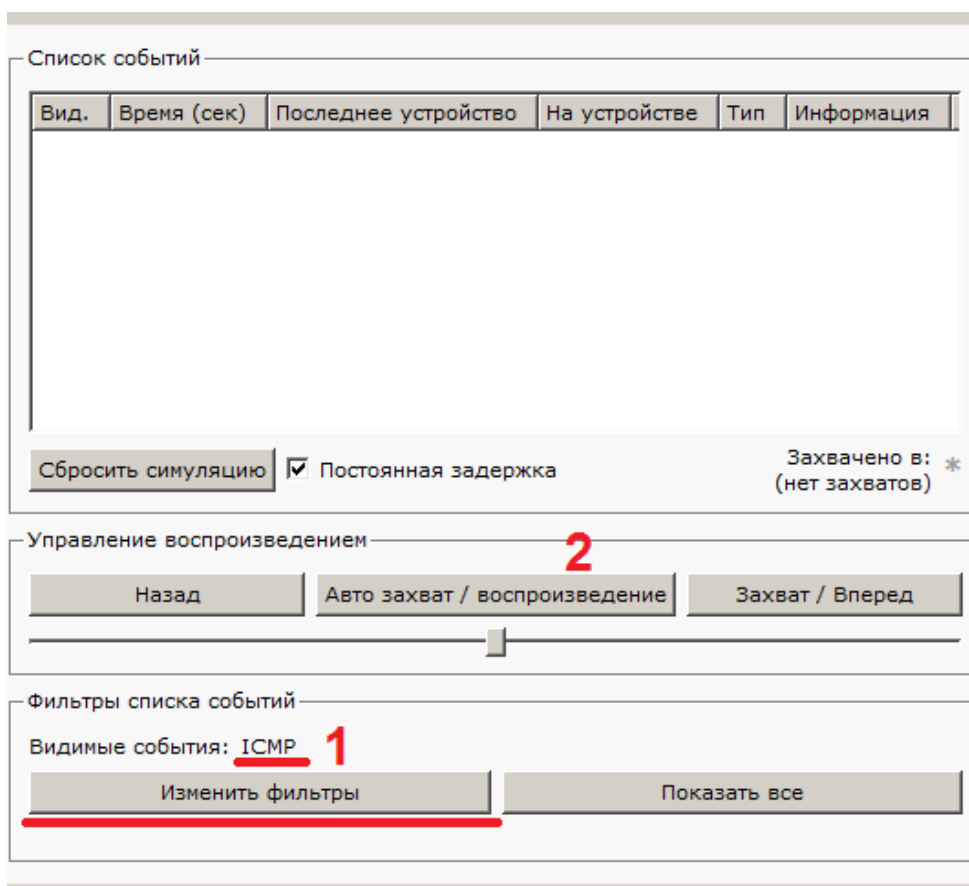 Список событий
Вид. Время (сек) Последнее устройство На устройстве Тип Информация
Сбросить симуляцию Постоянная задержка Захвачено в: *
(нет захватов)
Управление воспроизведением
2
Назад Авто захват / воспроизведение Захват / Вперед
Фильтры списка событий
Видимые события: ICMP 1
Изменить фильтры Показать все